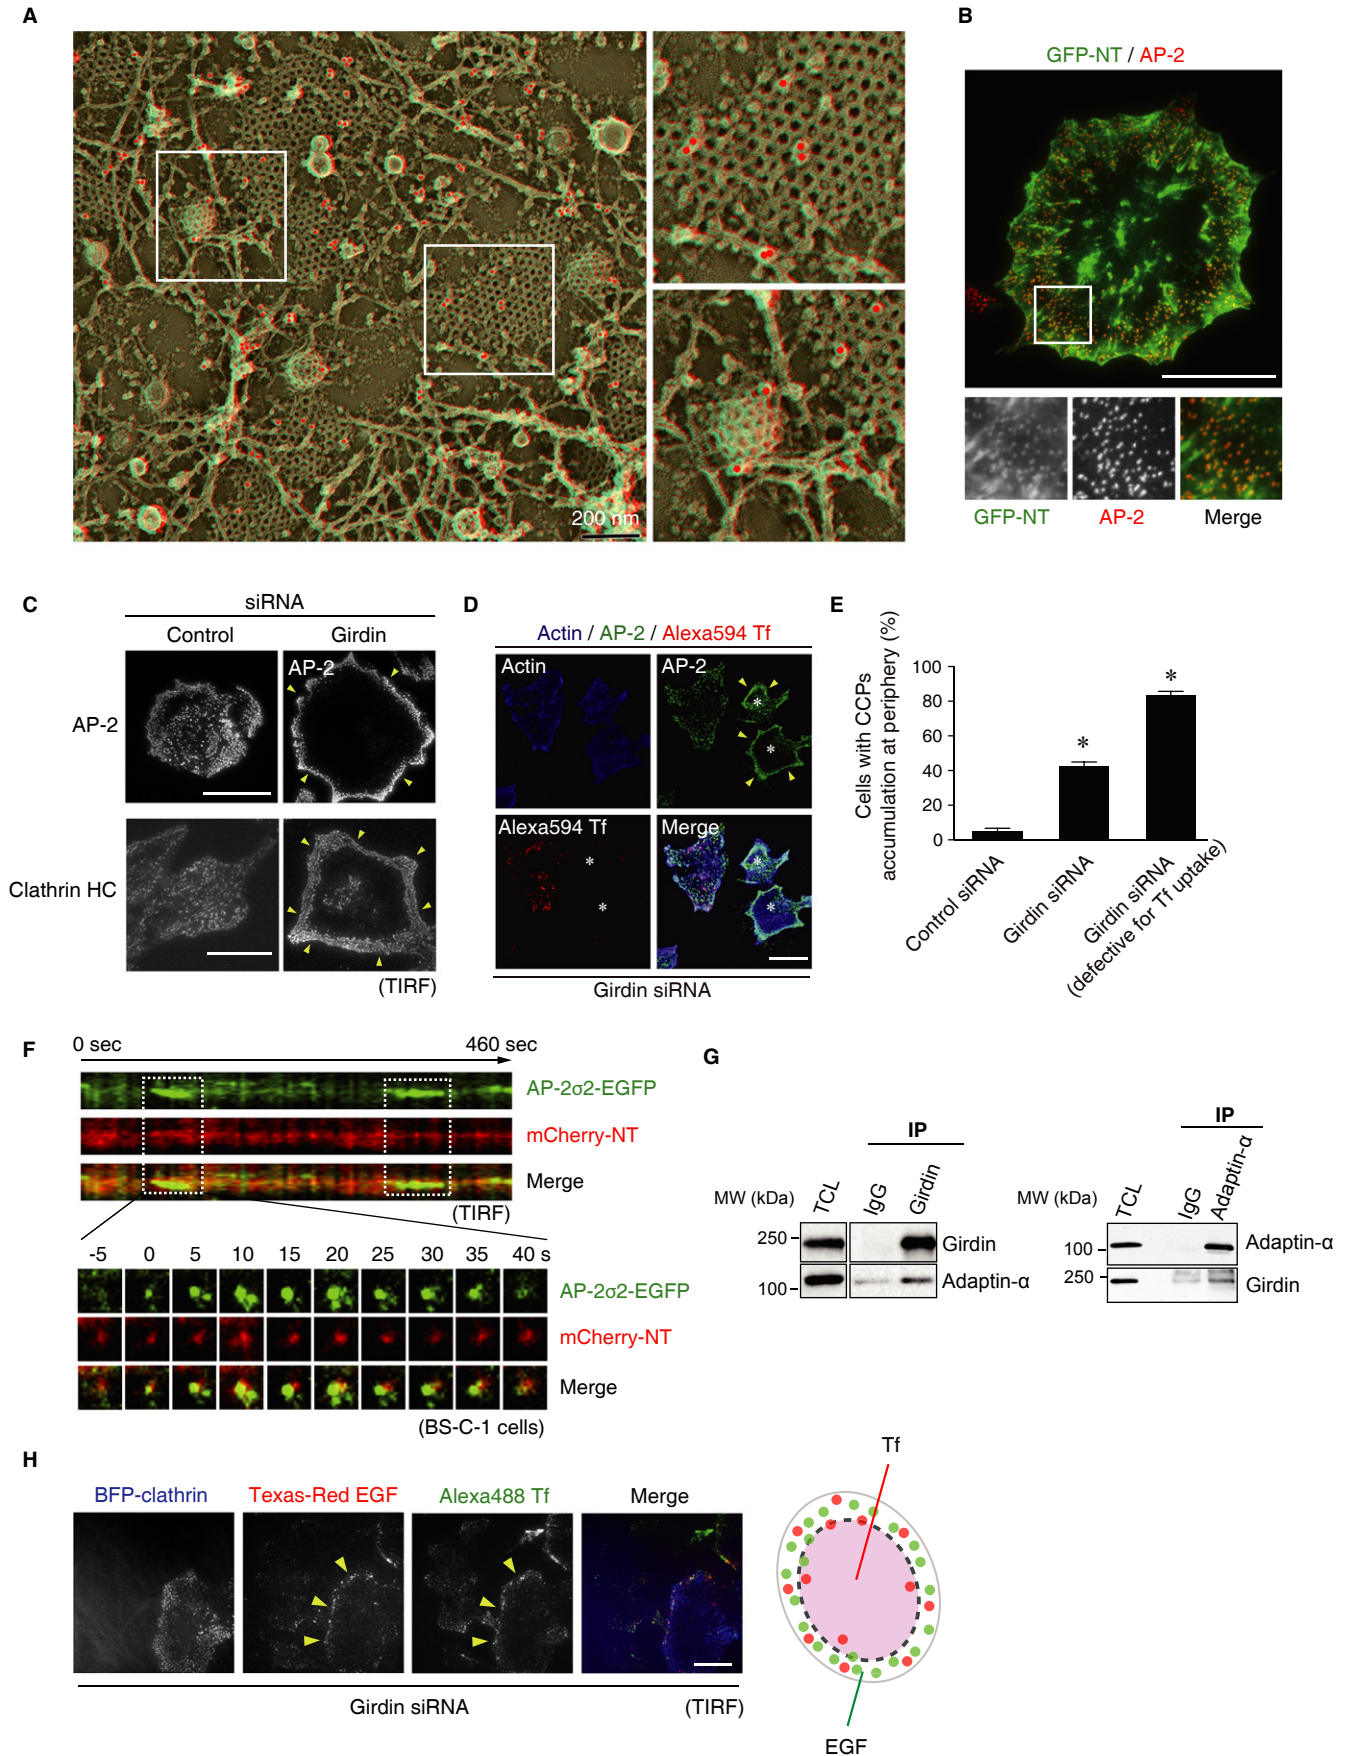 A
200 nm
B
GFP-NT / AP-2
GFP-NT
AP-2
Merge
C
siRNA
Control
Girdin
AP-2
AP-2
Clathrin HC
(TIRF)
D
Actin / AP-2 / Alexa594 Tf
Actin
AP-2
*
*
Alexa594 Tf
Merge
*
*
*
*
Girdin siRNA
E
Cells with CCPs
accumulation at periphery (%)
100
80
60
40
20
0
*
*
Control siRNA
Girdin siRNA
Girdin siRNA
(defective for Tf uptake)
F
0 sec
460 sec
AP-2σ2-EGFP
mCherry-NT
Merge
(TIRF)
-5 0 5 10 15 20 25 30 35 40 s
AP-2σ2-EGFP
mCherry-NT
Merge
(BS-C-1 cells)
G
IP
MW (kDa)
TCL
IgG
Girdin
250
Girdin
100
Adaptin-α
IP
MW (kDa)
TCL
IgG
Adaptin-α
100
Adaptin-α
250
Girdin
H
BFP-clathrin
Texas-Red EGF
Alexa488 Tf
Merge
Girdin siRNA
(TIRF)
Tf
EGF